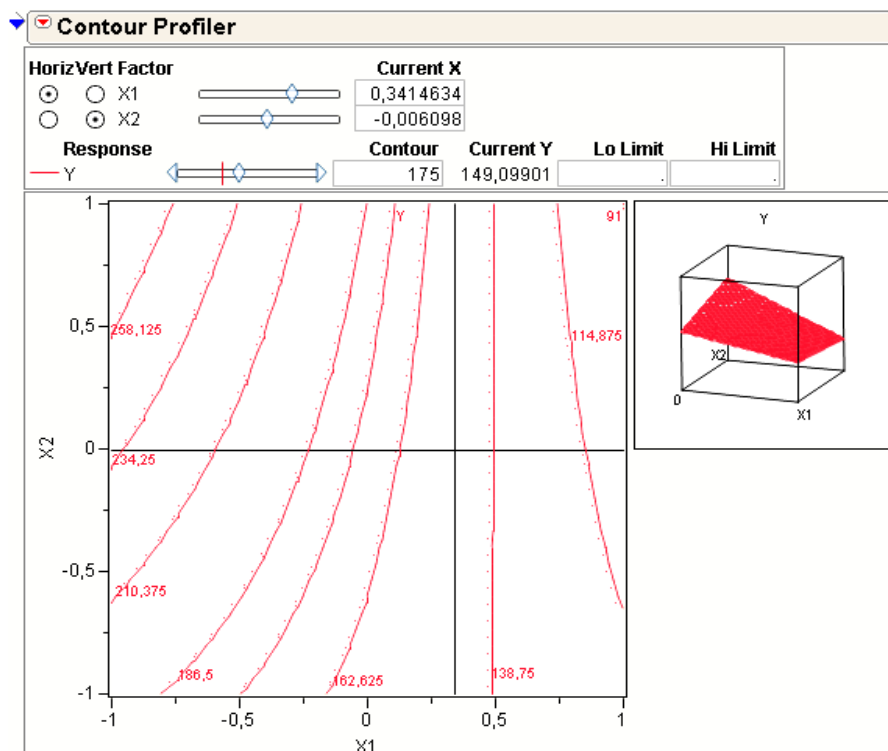 Contour Profiler
Horiz Vert Factor Current X
X1 0,3414634
X2 -0,006098
Response Contour Current Y Lo Limit Hi Limit
Y 175 149,09901 . .
1
0,5
0
-0,5
-1
X2
Y
91
258,125
114,875
234,25
210,375
186,5
162,625
138,75
-1
-0,5
0
0,5
1
X1
Y
X2
0
X1